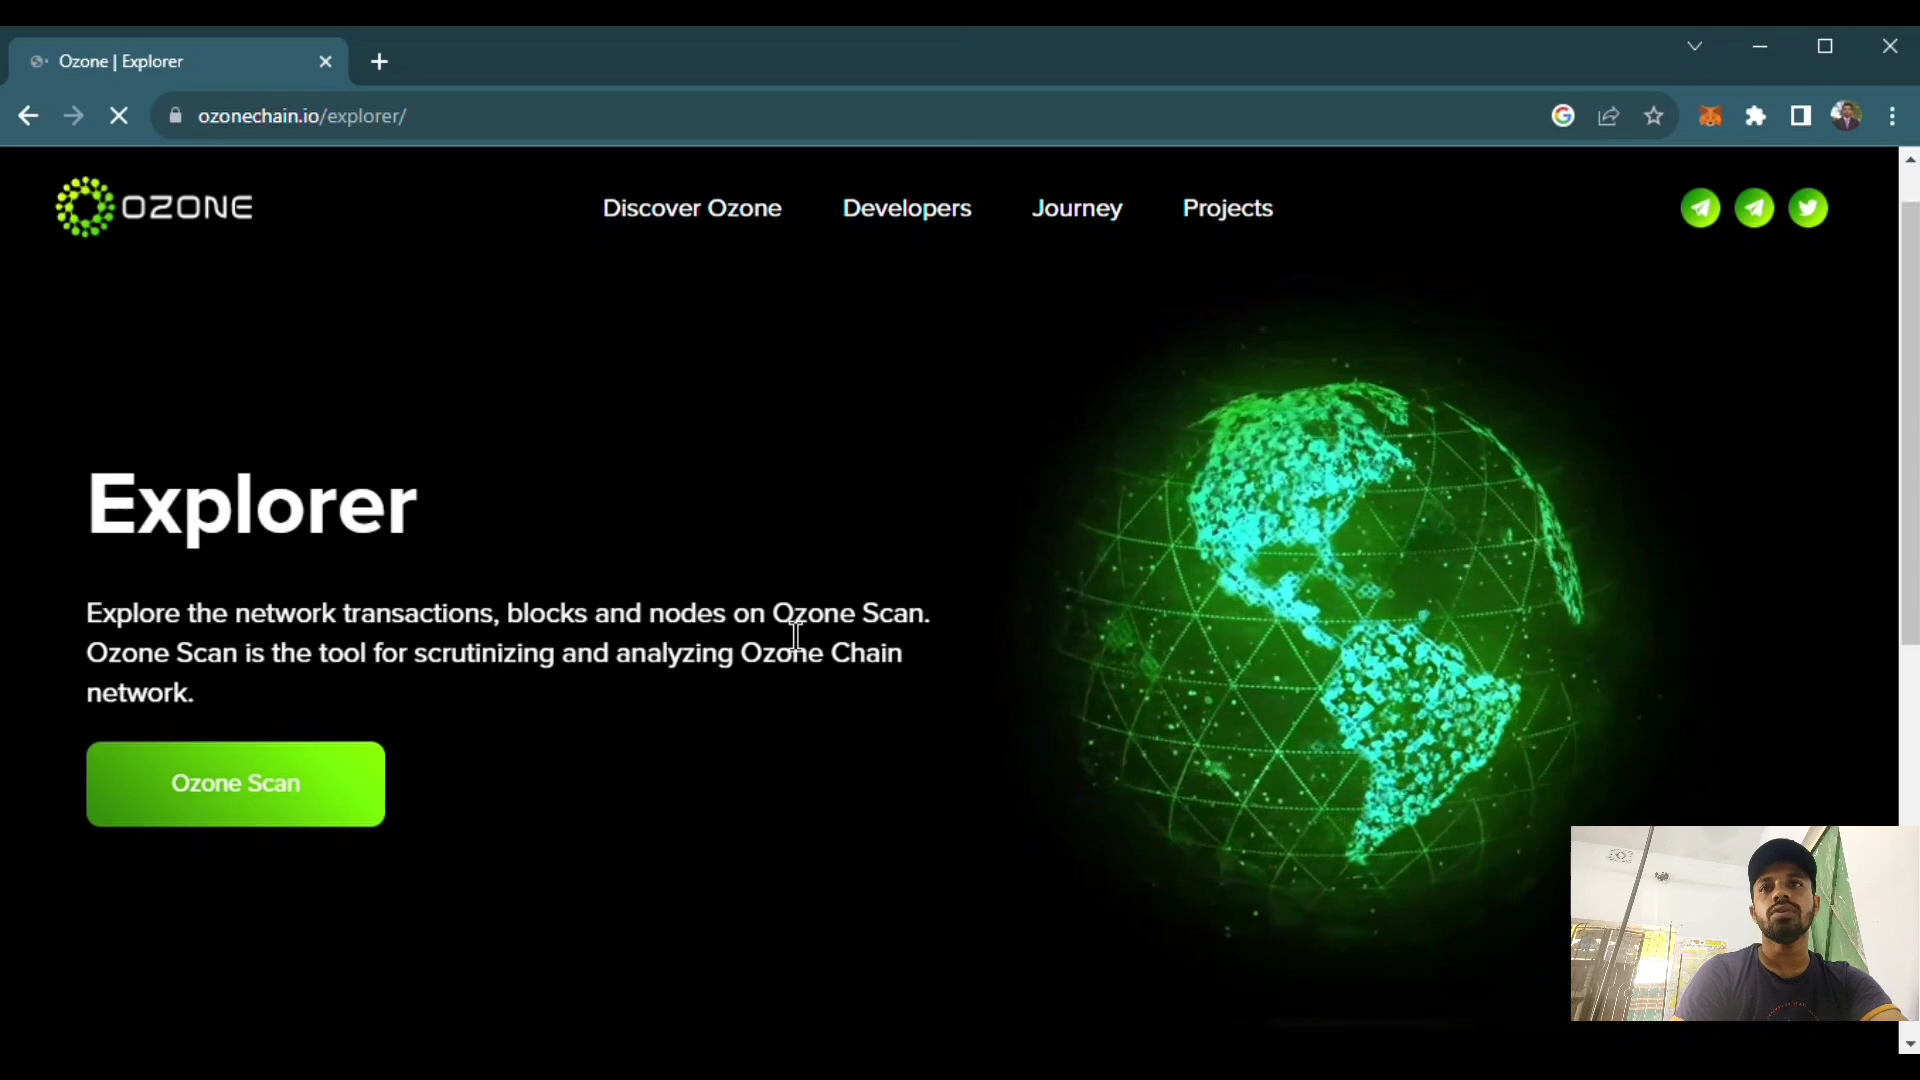 Ozone | Explorer
ozonechain.io/explorer/
OZONE
Discover Ozone
Developers
Journey
Projects
Explorer
Explore the network transactions, blocks and nodes on Ozone Scan.
Ozone Scan is the tool for scrutinizing and analyzing Ozone Chain
network.
Ozone Scan